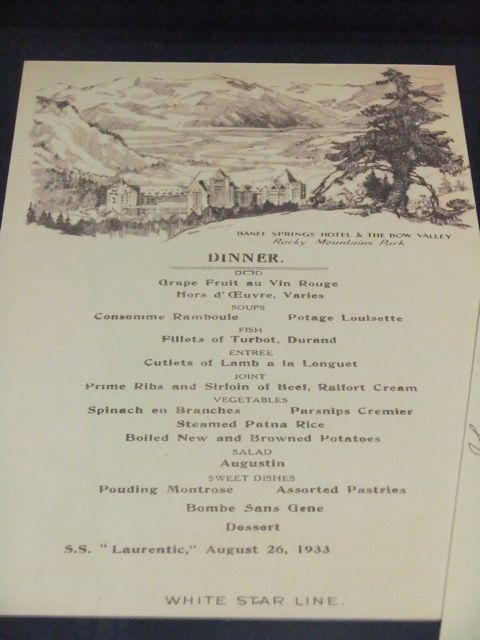 BANFF SPRINGS HOTEL & THE BOW VALLEY
Rocky Mountains Park
DINNER.
Grape Fruit au Vin Rouge
Hors d'Œuvre, Varies
SOUPS
Consomme Ramboule Potage Louisette
FISH
Fillets of Turbot, Durand
ENTREE
Cutlets of Lamb a la Longuet
JOINT
Prime Ribs and Sirloin of Beef, Raifort Cream
VEGETABLES
Spinach en Branches Parsnips Cremier
Steamed Patna Rice
Boiled New and Browned Potatoes
SALAD
Augustin
SWEET DISHES
Pouding Montrose Assorted Pastries
Bombe Sans Gene
Dessert
S.S. "Laurentic," August 26, 1933
WHITE STAR LINE.